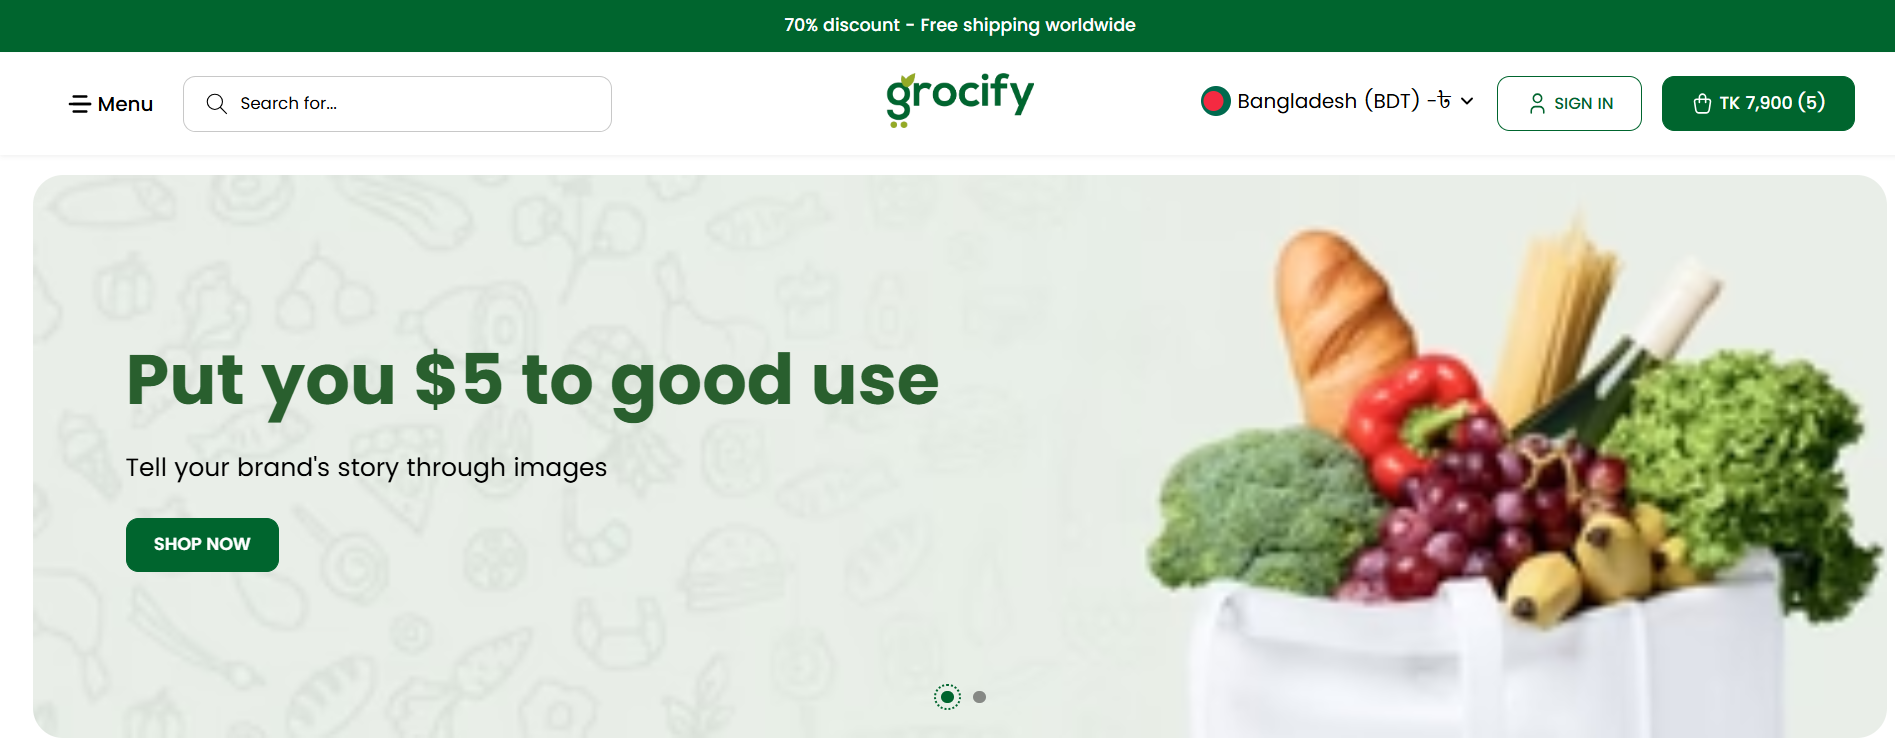 70% discount - Free shipping worldwide
Menu
Search for...
grocify
Bangladesh (BDT) -৳
SIGN IN
TK 7,900 (5)
Put you $5 to good use
Tell your brand's story through images
SHOP NOW